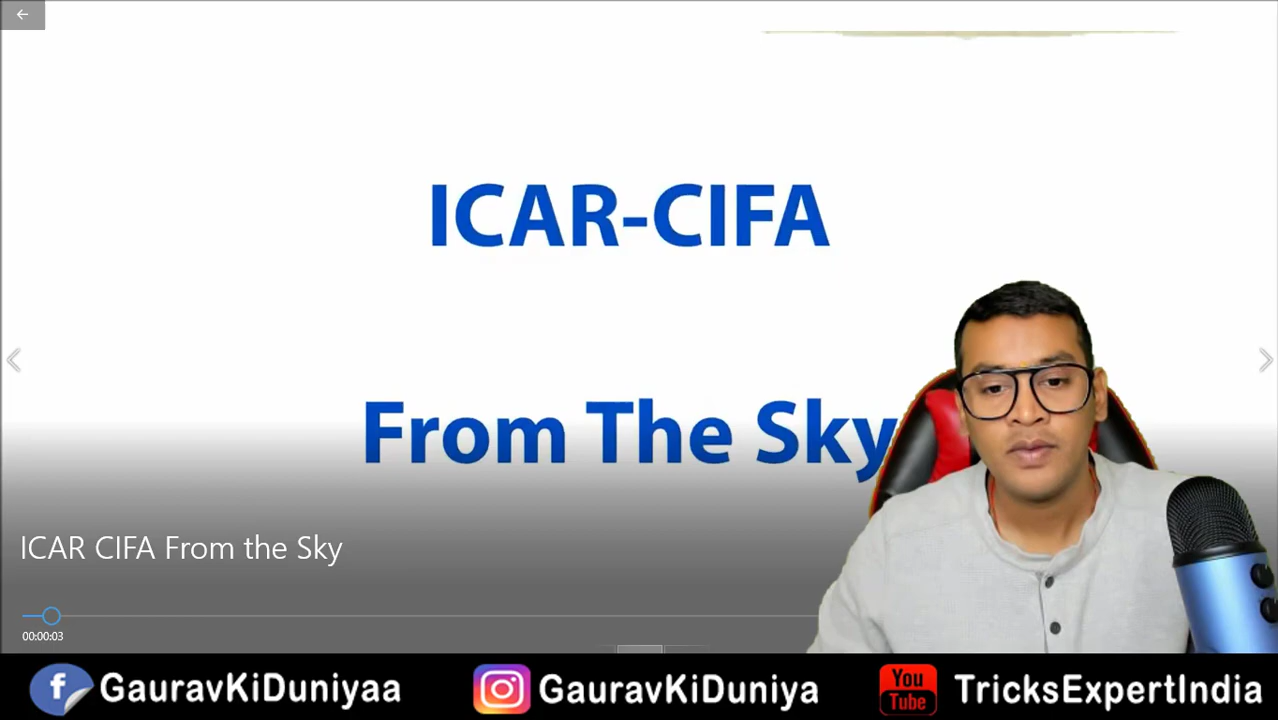 ICAR-CIFA
From The Sky
ICAR CIFA From the Sky
00:00:03
f GauravKiDuniyaa
GauravKiDuniya
You
Tube
TricksExpertIndia